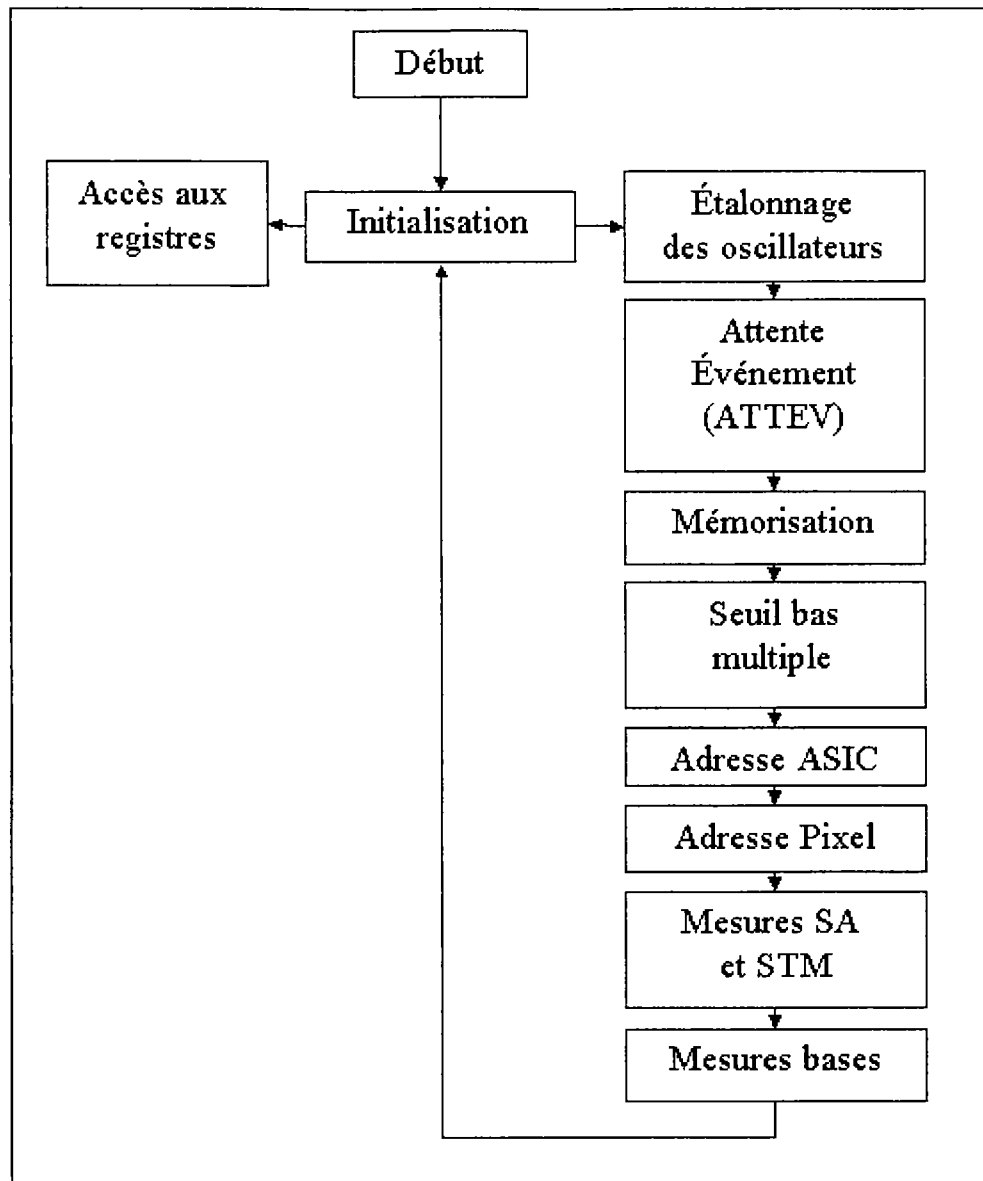 Début
Accès aux
registres
Initialisation
Étalonnage
des oscillateurs
Attente
Événement
(ATTEV)
Mémorisation
Seuil bas
multiple
Adresse ASIC
Adresse Pixel
Mesures SA
et STM
Mesures bases